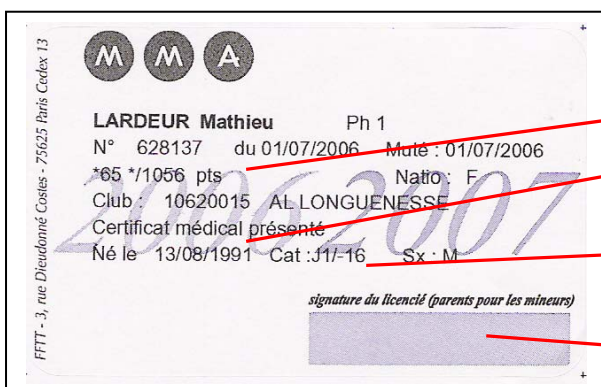 FFTT - 3, rue Dieudonné Costes - 75625 Paris Cedex 13
M M A
LARDEUR Mathieu Ph 1
N° 628137 du 01/07/2006 Muté : 01/07/2006
*65 */1056 pts Natio : F
Club : 10620015 AL LONGUENESSE
Certificat médical présenté
Né le 13/08/1991 Cat :J1/-16 Sx : M
2006 2007
signature du licencié (parents pour les mineurs)